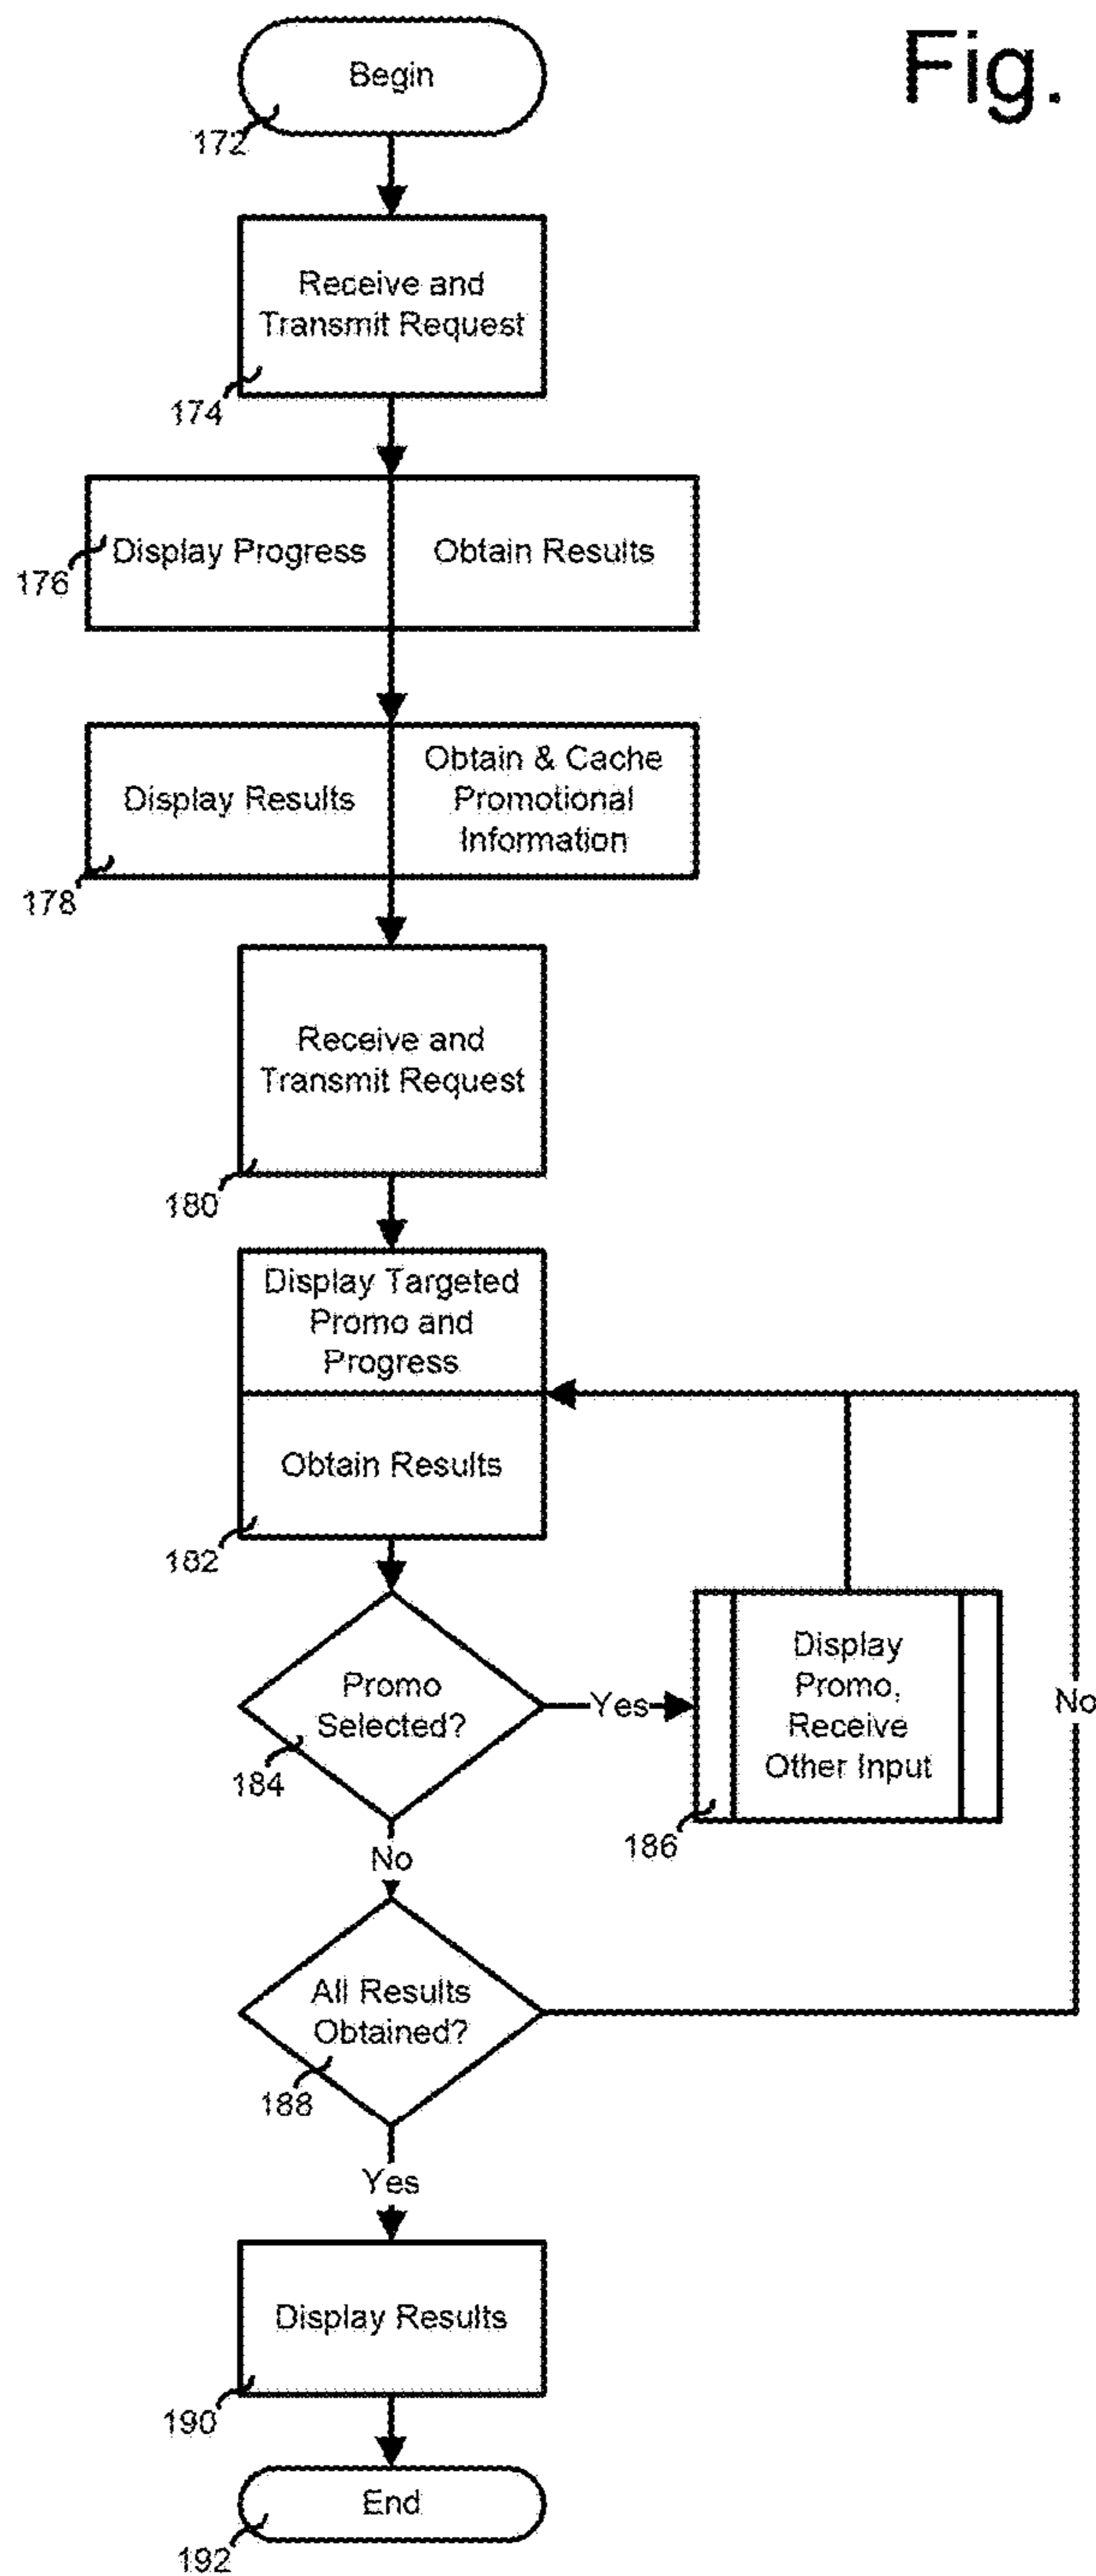 Fig.
Begin
172
Receive and
Transmit Request
174
Display Progress
Obtain Results
176
Display Results
Obtain & Cache
Promotional
Information
178
Receive and
Transmit Request
180
Display Targeted
Promo and
Progress
Obtain Results
182
Promo
Selected?
184
Yes
Display
Promo,
Receive
Other Input
186
No
No
All Results
Obtained?
188
Yes
Display Results
190
End
192